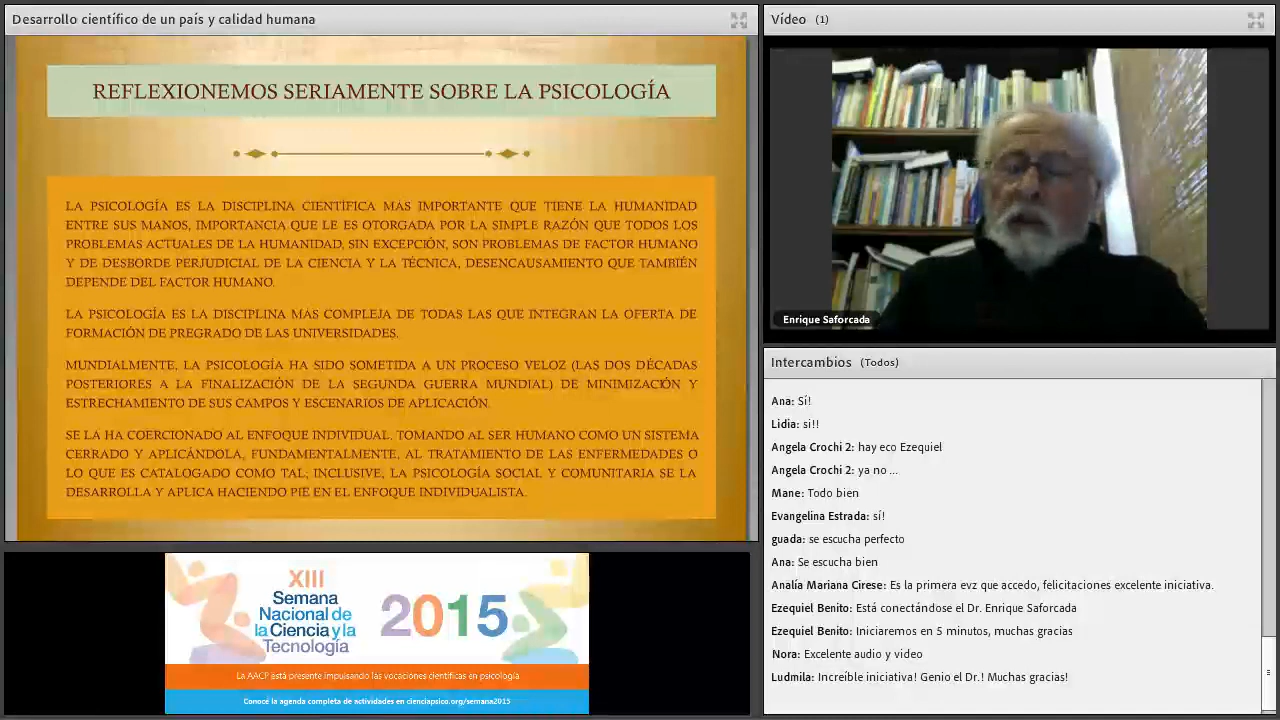 Desarrollo científico de un país y calidad humana
REFLEXIONEMOS SERIAMENTE SOBRE LA PSICOLOGÍA
LA PSICOLOGÍA ES LA DISCIPLINA CIENTÍFICA MAS IMPORTANTE QUE TIENE LA HUMANIDAD
ENTRE SUS MANOS, IMPORTANCIA QUE LE ES OTORGADA POR LA SIMPLE RAZÓN QUE TODOS LOS
PROBLEMAS ACTUALES DE LA HUMANIDAD, SIN EXCEPCIÓN, SON PROBLEMAS DE FACTOR HUMANO
Y DE DESBORDE PERJUDICIAL DE LA CIENCIA Y LA TÉCNICA, DESENCAUSAMIENTO QUE TAMBIÉN
DEPENDE DEL FACTOR HUMANO.
LA PSICOLOGÍA ES LA DISCIPLINA MAS COMPLEJA DE TODAS LAS QUE INTEGRAN LA OFERTA DE
FORMACIÓN DE PREGRADO DE LAS UNIVERSIDADES.
MUNDIALMENTE, LA PSICOLOGÍA HA SIDO SOMETIDA A UN PROCESO VELOZ (LAS DOS DÉCADAS
POSTERIORES A LA FINALIZACIÓN DE LA SEGUNDA GUERRA MUNDIAL) DE MINIMIZACIÓN Y
ESTRECHAMIENTO DE SUS CAMPOS Y ESCENARIOS DE APLICACIÓN.
SE LA HA COERCIONADO AL ENFOQUE INDIVIDUAL, TOMANDO AL SER HUMANO COMO UN SISTEMA
CERRADO Y APLICÁNDOLA, FUNDAMENTALMENTE, AL TRATAMIENTO DE LAS ENFERMEDADES O
LO QUE ES CATALOGADO COMO TAL; INCLUSIVE, LA PSICOLOGÍA SOCIAL Y COMUNITARIA SE LA
DESARROLLA Y APLICA HACIENDO PIE EN EL ENFOQUE INDIVIDUALISTA.
XIII
Semana
Nacional de
la Ciencia y la
Tecnología
2015
La AACP está presente impulsando las vocaciones científicas en psicología
Conocé la agenda completa de actividades en cienciapsico.org/semana2015
Vídeo (1)
Enrique Saforcada
Intercambios (Todos)
Ana: Sí!
Lidia: si!!
Angela Crochi 2: hay eco Ezequiel
Angela Crochi 2: ya no ...
Mane: Todo bien
Evangelina Estrada: sí!
guada: se escucha perfecto
Ana: Se escucha bien
Analía Mariana Cirese: Es la primera evz que accedo, felicitaciones excelente iniciativa.
Ezequiel Benito: Está conectándose el Dr. Enrique Saforcada
Ezequiel Benito: Iniciaremos en 5 minutos, muchas gracias
Nora: Excelente audio y video
Ludmila: Increíble iniciativa! Genio el Dr.! Muchas gracias!